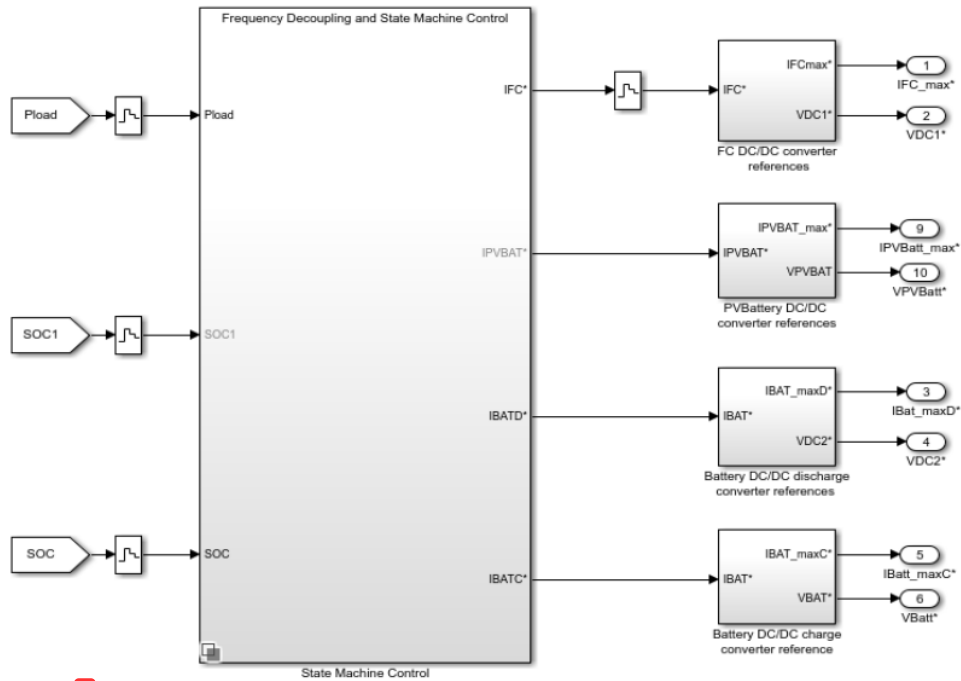 Frequency Decoupling and State Machine Control
Pload
Pload
SOC1
SOC1
SOC
SOC
IFC*
IPVBAT*
IBATD*
IBATC*
State Machine Control
IFC*
IFCmax*
VDC1*
FC DC/DC converter
references
1
IFC_max*
2
VDC1*
IPVBAT*
IPVBAT_max*
VPVBAT
PVBattery DC/DC
converter references
9
IPVBatt_max*
10
VPVBatt*
IBAT*
IBAT_maxD*
VDC2*
Battery DC/DC discharge
converter references
3
IBat_maxD*
4
VDC2*
IBAT*
IBAT_maxC*
VBAT*
Battery DC/DC charge
converter reference
5
IBatt_maxC*
6
VBatt*